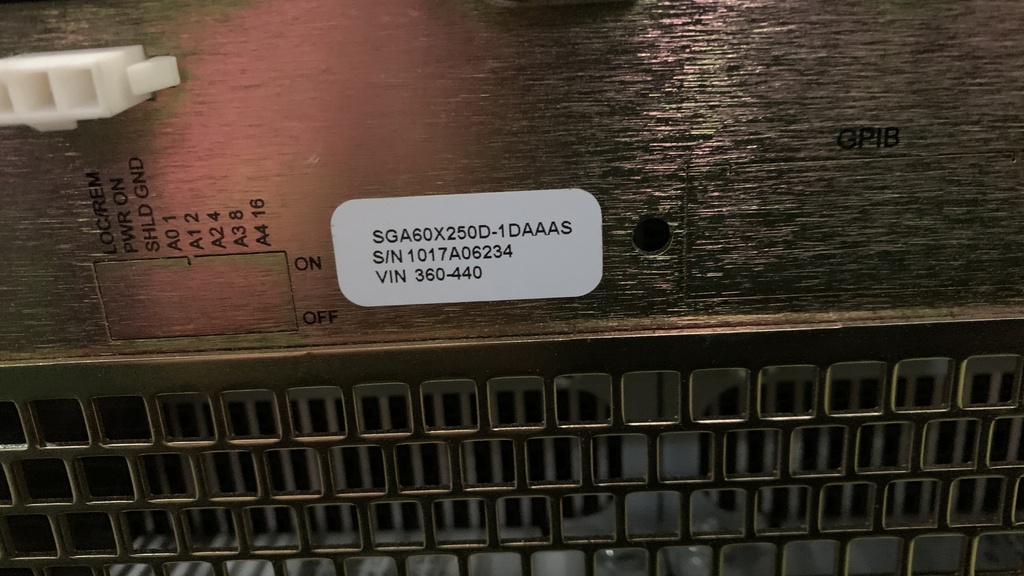 GPIB
LOC/REM
PWR ON
SHLD GND
A0 1
A1 2
A2 4
A3 8
A4 16
ON
OFF
SGA60X250D-1DAAAS
S/N 1017A06234
VIN 360-440